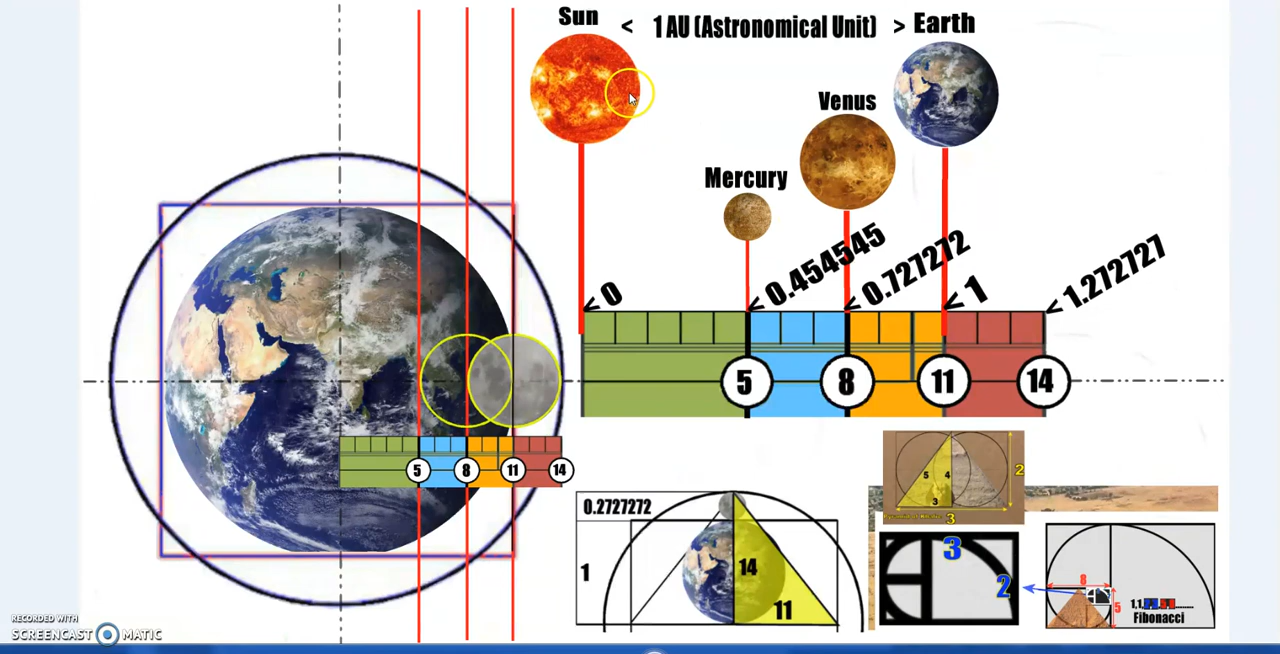 Sun
< 1 AU (Astronomical Unit) > Earth
Venus
Mercury
< 0
< 0.454545
< 0.727272
< 1
< 1.272727
5 8 11 14
5 8 11 14
0.2727272
1
14
11
5 4
3
2
3
3
2
8
5
1,1,
Fibonacci
RECORDED WITH
SCREENCAST MATIC